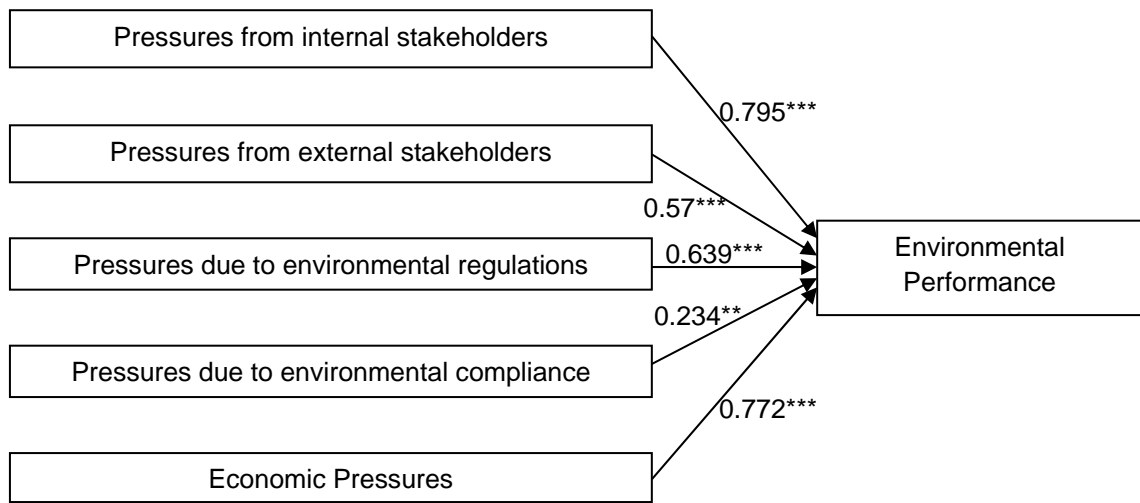 Pressures from internal stakeholders
0.795***
Pressures from external stakeholders
0.57***
Pressures due to environmental regulations
0.639***
Environmental
Performance
0.234**
Pressures due to environmental compliance
0.772***
Economic Pressures